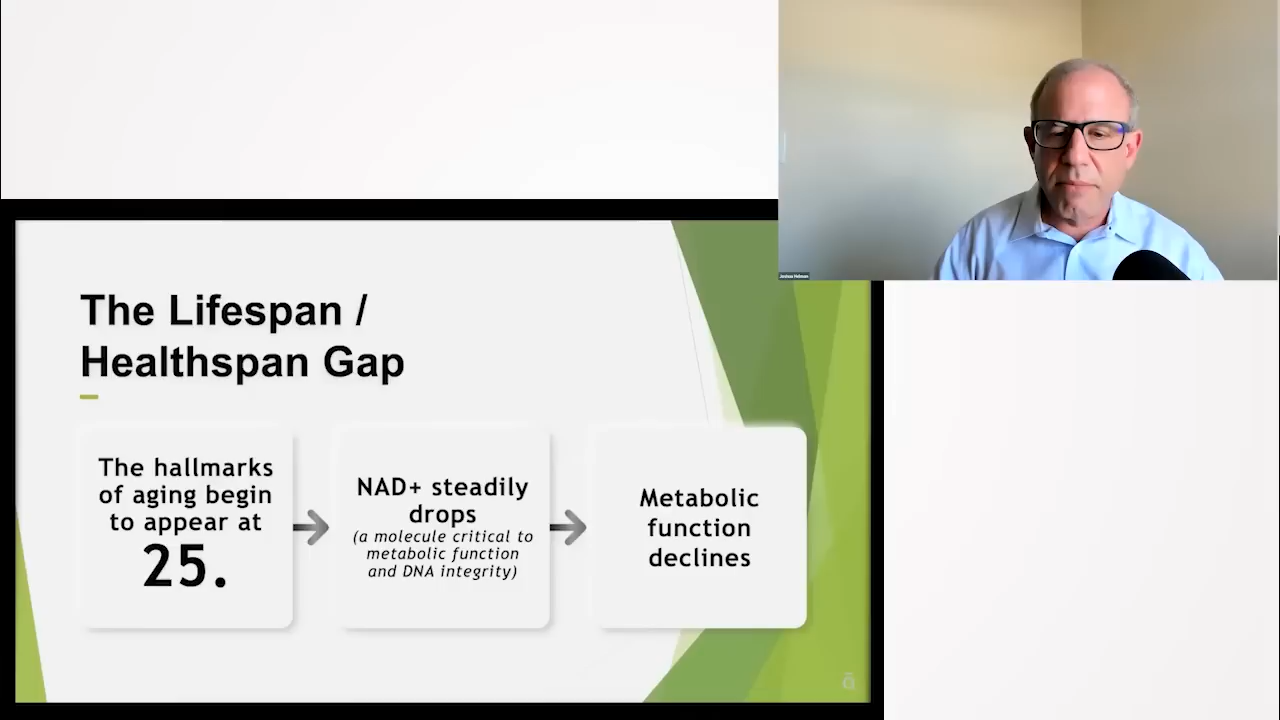 The Lifespan /
Healthspan Gap
The hallmarks
of aging begin
to appear at
25.
NAD+ steadily
drops
(a molecule critical to
metabolic function
and DNA integrity)
Metabolic
function
declines